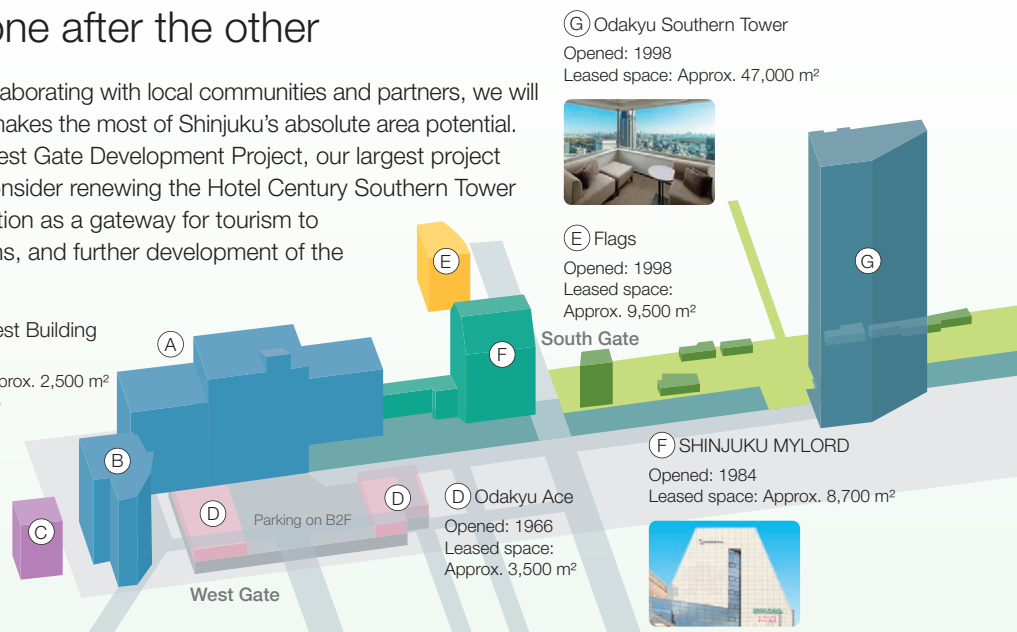 one after the other
laborating with local communities and partners, we will
makes the most of Shinjuku's absolute area potential.
est Gate Development Project, our largest project
onsider renewing the Hotel Century Southern Tower
tion as a gateway for tourism to
ns, and further development of the
est Building
prox. 2,500 m²
A
B
C
D
D
E
F
G
Parking on B2F
West Gate
South Gate
G Odakyu Southern Tower
Opened: 1998
Leased space: Approx. 47,000 m²
E Flags
Opened: 1998
Leased space:
Approx. 9,500 m²
D Odakyu Ace
Opened: 1966
Leased space:
Approx. 3,500 m²
F SHINJUKU MYLORD
Opened: 1984
Leased space: Approx. 8,700 m²